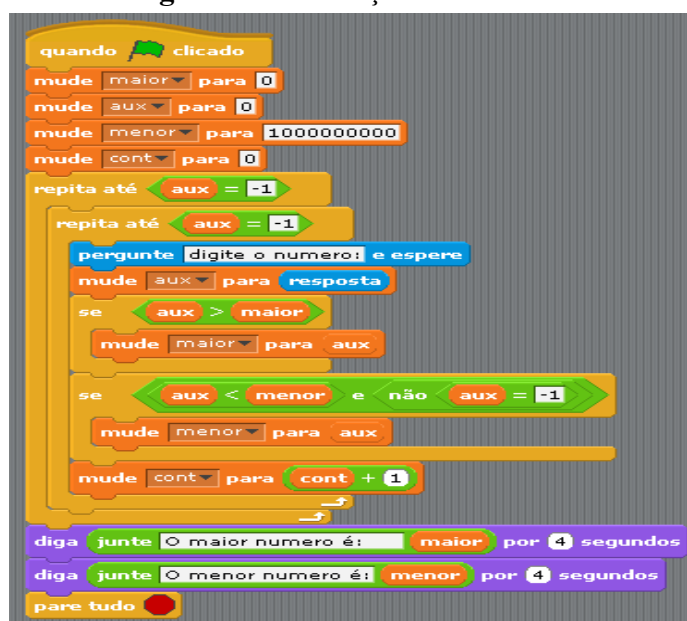 quando clicado
mude maior para 0
mude aux para 0
mude menor para 1000000000
mude cont para 0
repita até aux = -1
repita até aux = -1
pergunte digite o numero: e espere
mude aux para resposta
se aux > maior
mude maior para aux
se aux < menor e não aux = -1
mude menor para aux
mude cont para cont + 1
diga junte O maior numero é: maior por 4 segundos
diga junte O menor numero é: menor por 4 segundos
pare tudo